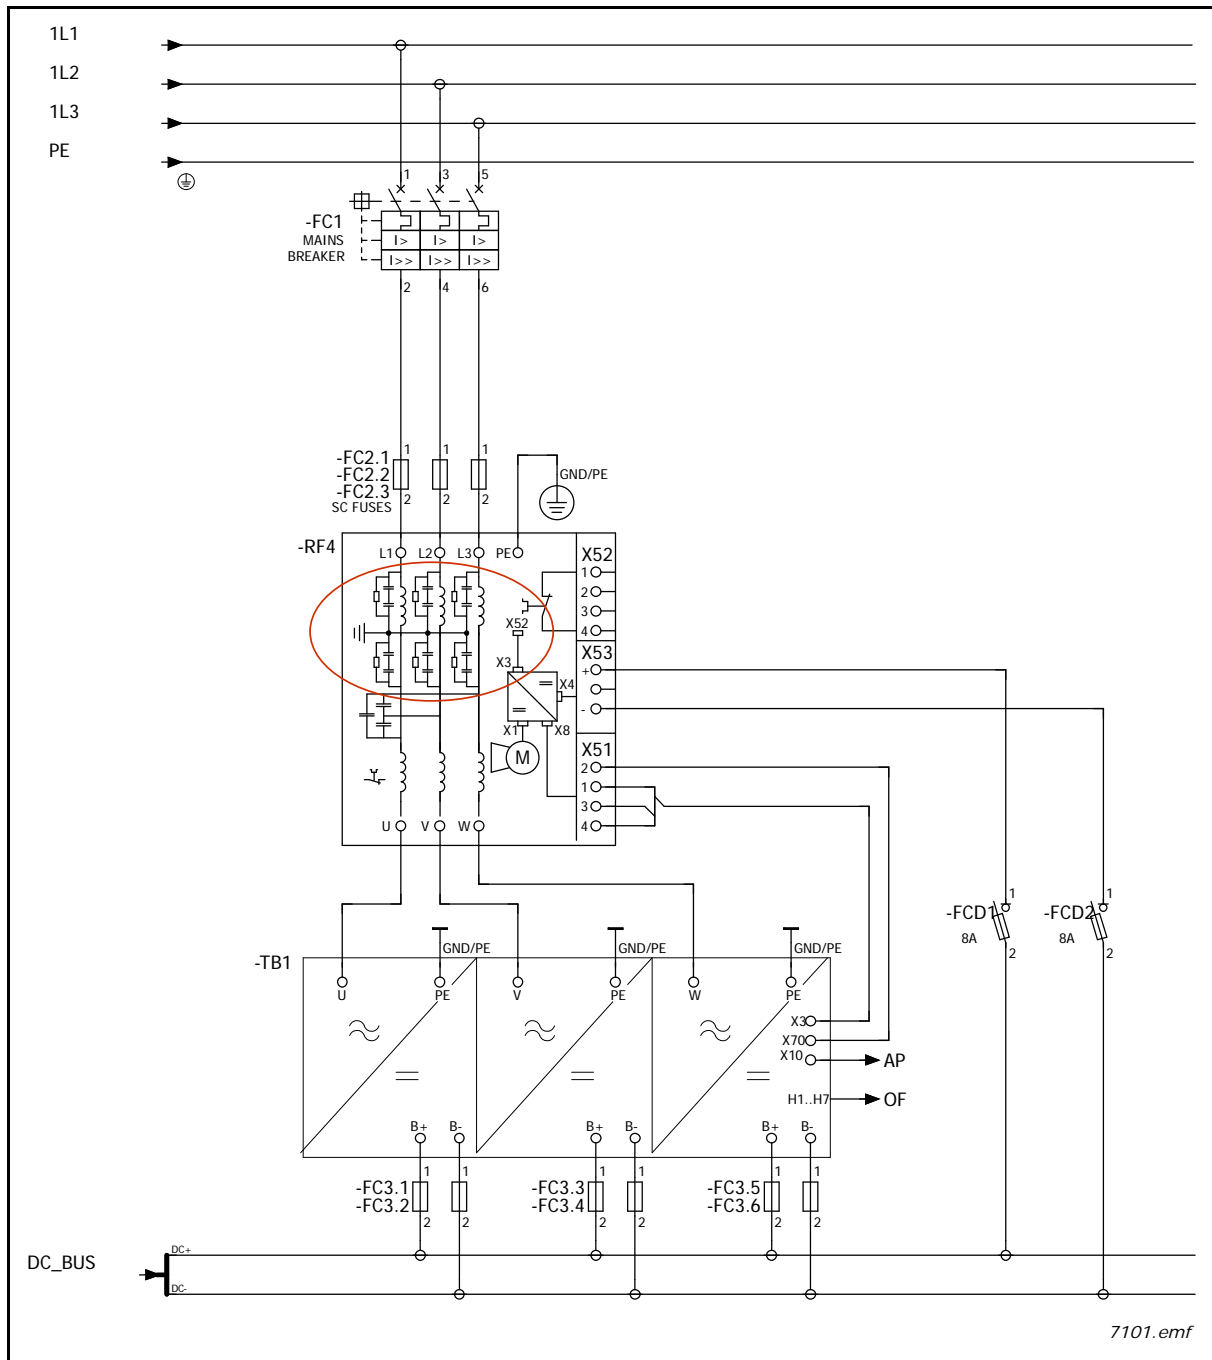 1L1
1L2
1L3
PE
1 3 5
-FC1
MAINS
BREAKER
I> I> I>
I>> I>> I>>
2 4 6
-FC2.1
-FC2.2
-FC2.3
SC FUSES
1 1 1
2 2 2
GND/PE
-RF4
L1 L2 L3 PE
X52
1
2
3
4
X52
X53
+
-
X3
X4
X1
X8
M
X51
2
1
3
4
U V W
-FCD1
8A
1
2
-FCD2
8A
1
2
-TB1
GND/PE GND/PE GND/PE
U PE V PE W PE
X3
X70
X10
AP
H1..H7
OF
B+ B- B+ B- B+ B-
-FC3.1
-FC3.2
1 1
2 2
-FC3.3
-FC3.4
1 1
2 2
-FC3.5
-FC3.6
1 1
2 2
DC_BUS
DC+
DC-
7101.emf